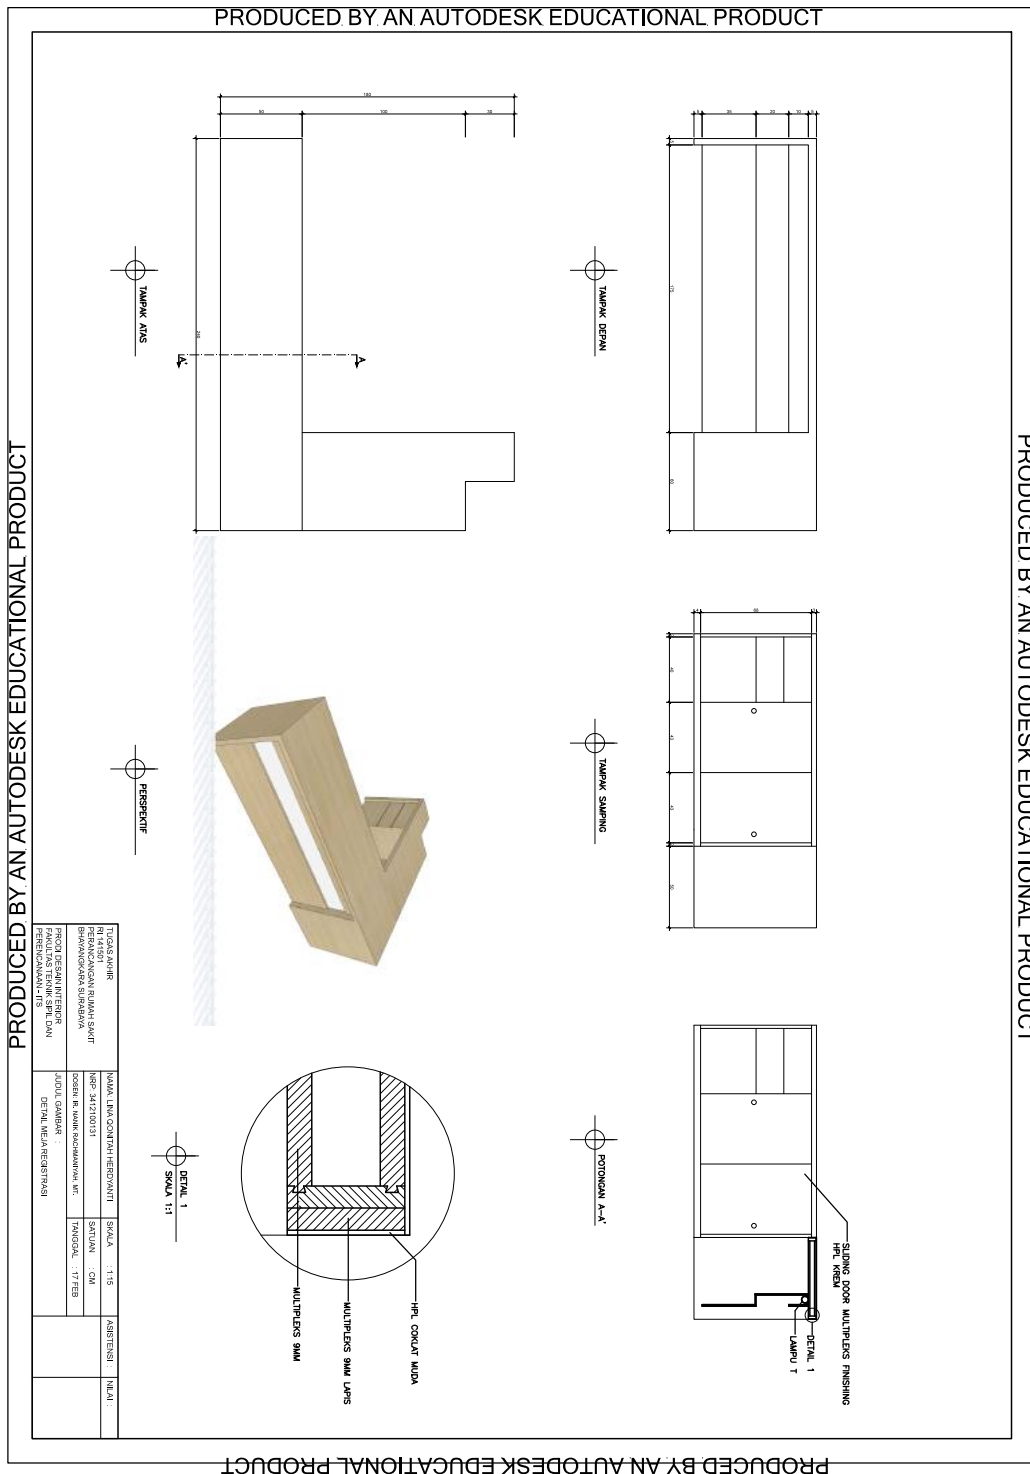 PRODUCED BY AN AUTODESK EDUCATIONAL PRODUCT
PRODUCED BY AN AUTODESK EDUCATIONAL PRODUCT
PRODUCED BY AN AUTODESK EDUCATIONAL PRODUCT
PRODUCED BY AN AUTODESK EDUCATIONAL PRODUCT
TAMPAK DEPAN
TAMPAK SAMPING
POTONGAN A-A'
SLIDING DOOR MULTIPLEKS FINISHING
HPL KREM
DETAIL 1
LAMPU T
TAMPAK ATAS
A'
A
PERSPEKTIF
DETAIL 1
SKALA 1:1
HPL COKLAT MUDA
MULTIPLEKS 9MM LAPIS
MULTIPLEKS 9MM
TUGAS AKHIR
RI 141501
PERANCANGAN RUMAH SAKIT
BHAYANGKARA SURABAYA
PRODI DESAIN INTERIOR
FAKULTAS TEKNIK SIPIL DAN
PERENCANAAN - ITS
NAMA: LINA QONITAH HERDYANTI
NRP: 3412100131
DOSEN: IR. NANIK RACHMANIYAH, MT.
JUDUL GAMBAR :
DETAIL MEJA REGISTRASI
SKALA : 1:15
SATUAN : CM
TANGGAL : 17 FEB
ASISTENSI :
NILAI :